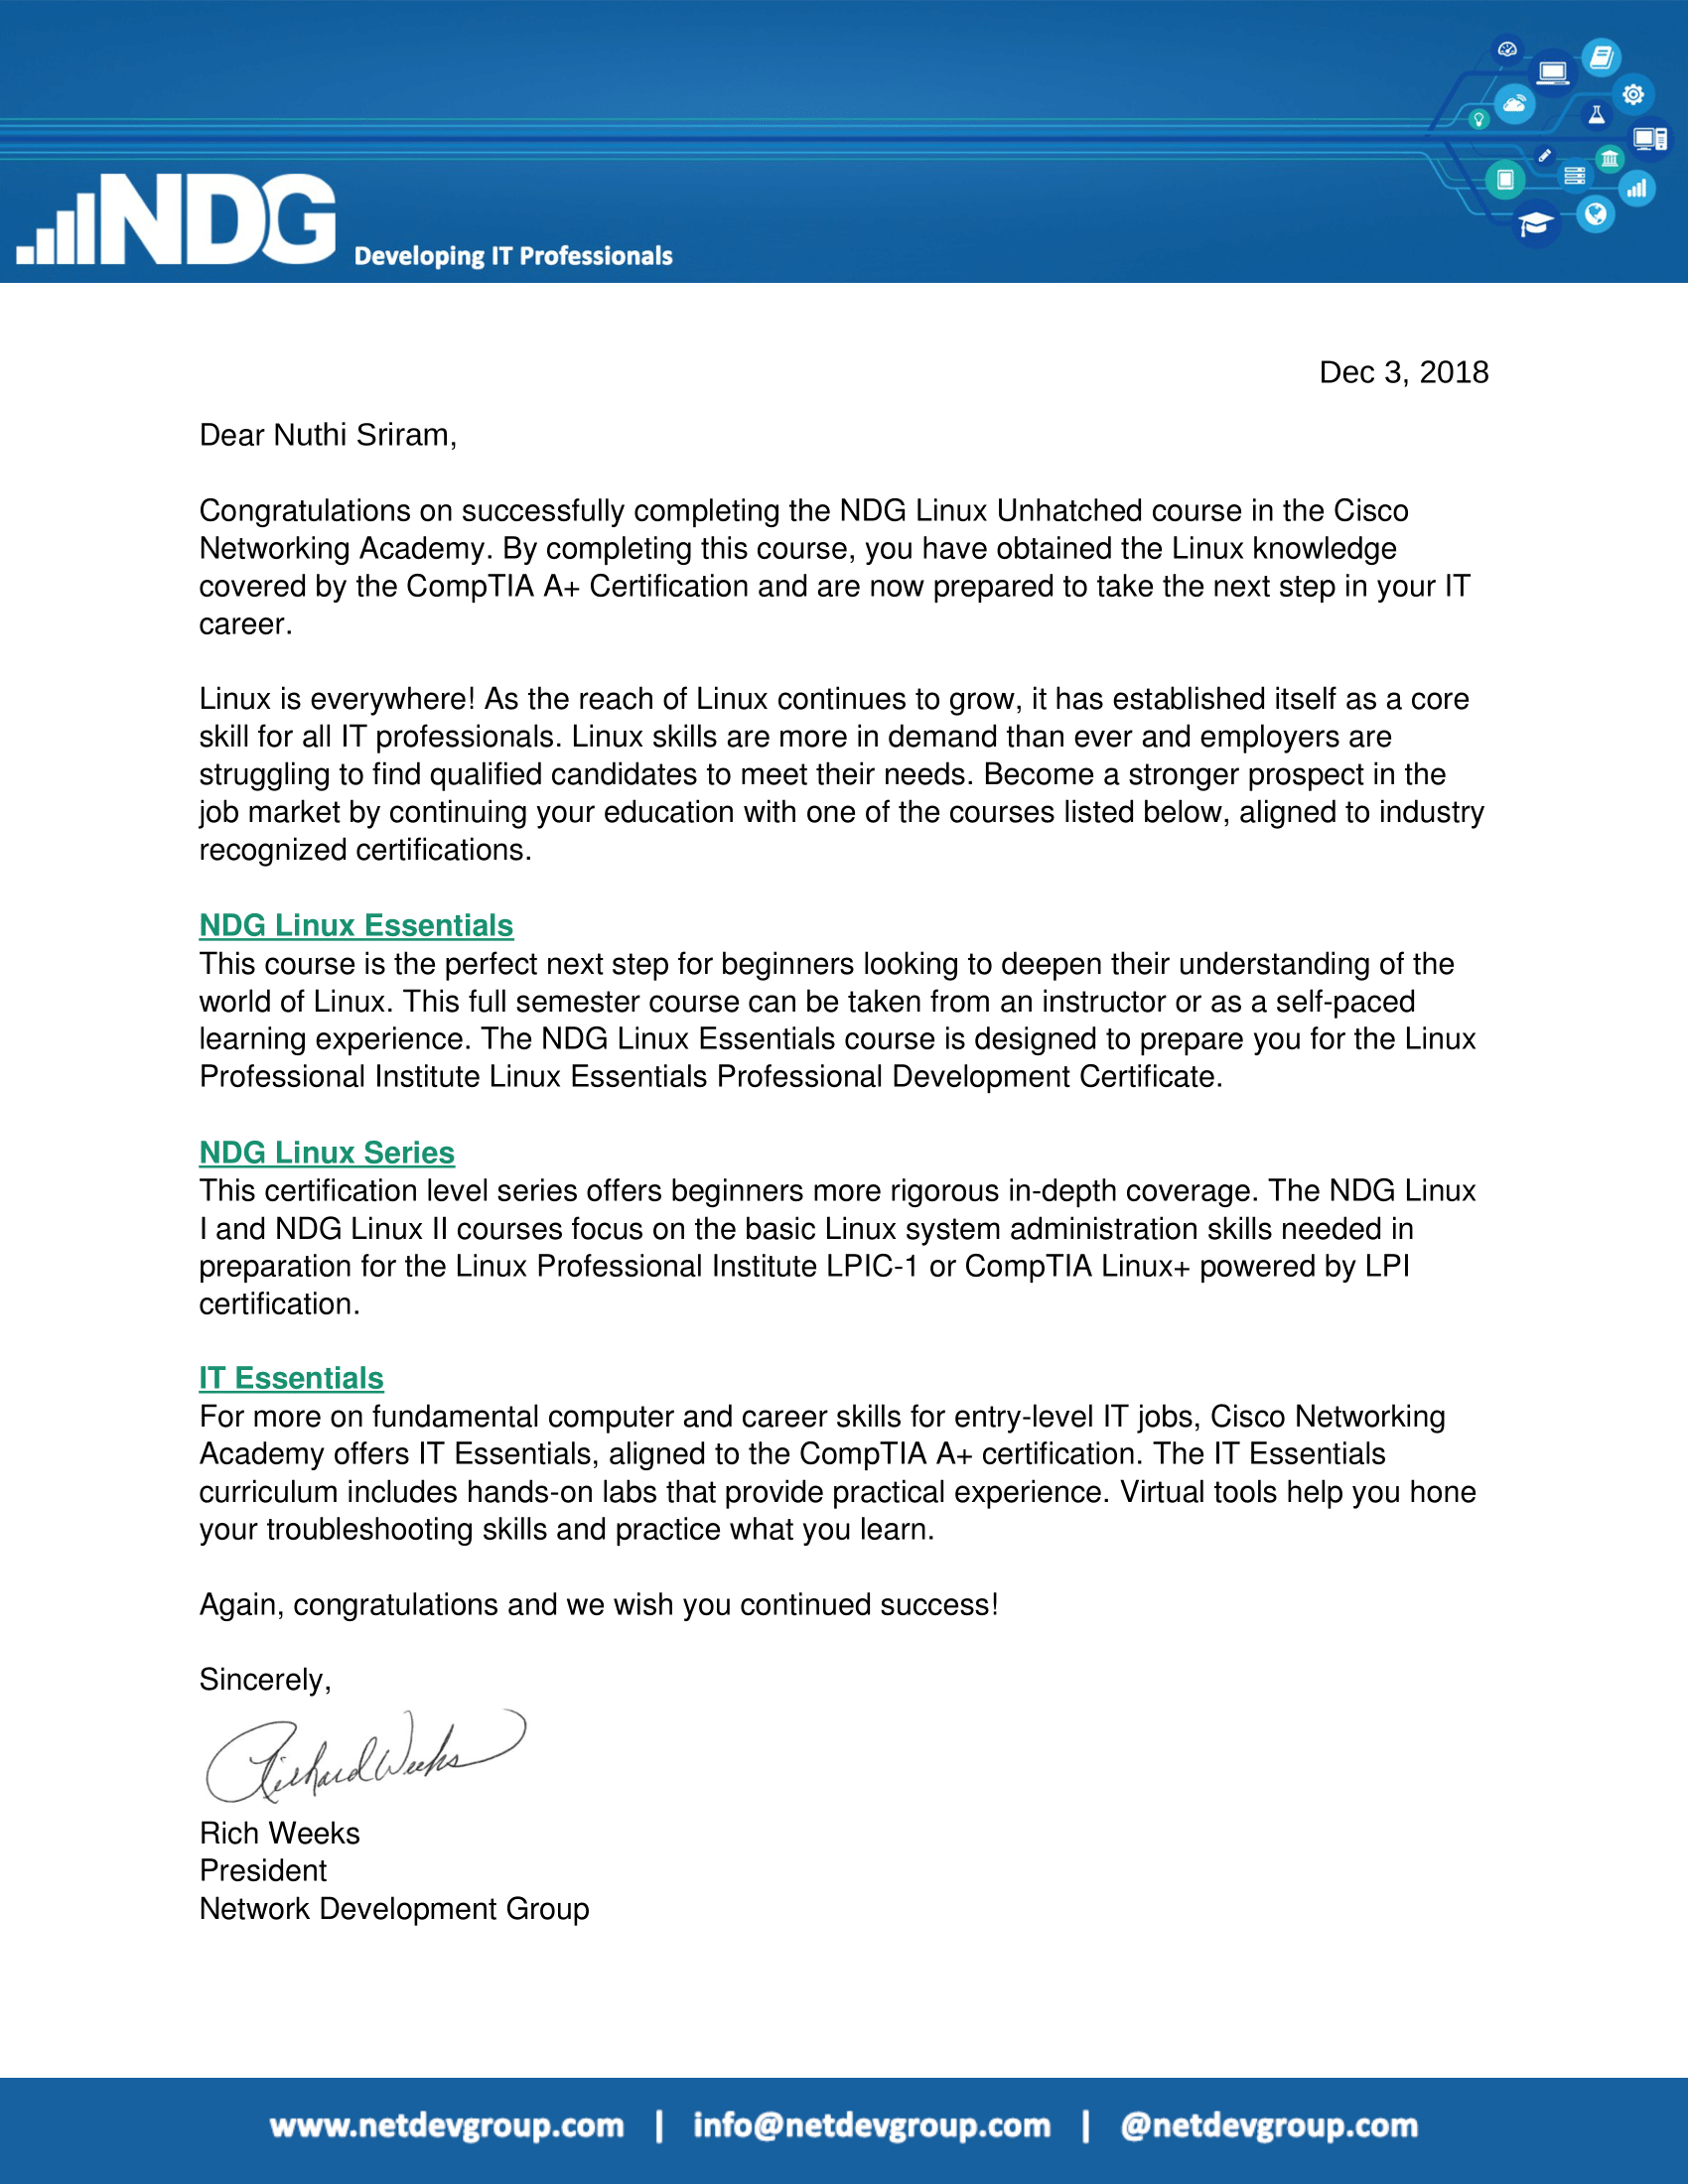 NDG Developing IT Professionals
Dec 3, 2018
Dear Nuthi Sriram,
Congratulations on successfully completing the NDG Linux Unhatched course in the Cisco
Networking Academy. By completing this course, you have obtained the Linux knowledge
covered by the CompTIA A+ Certification and are now prepared to take the next step in your IT
career.
Linux is everywhere! As the reach of Linux continues to grow, it has established itself as a core
skill for all IT professionals. Linux skills are more in demand than ever and employers are
struggling to find qualified candidates to meet their needs. Become a stronger prospect in the
job market by continuing your education with one of the courses listed below, aligned to industry
recognized certifications.
NDG Linux Essentials
This course is the perfect next step for beginners looking to deepen their understanding of the
world of Linux. This full semester course can be taken from an instructor or as a self-paced
learning experience. The NDG Linux Essentials course is designed to prepare you for the Linux
Professional Institute Linux Essentials Professional Development Certificate.
NDG Linux Series
This certification level series offers beginners more rigorous in-depth coverage. The NDG Linux
I and NDG Linux II courses focus on the basic Linux system administration skills needed in
preparation for the Linux Professional Institute LPIC-1 or CompTIA Linux+ powered by LPI
certification.
IT Essentials
For more on fundamental computer and career skills for entry-level IT jobs, Cisco Networking
Academy offers IT Essentials, aligned to the CompTIA A+ certification. The IT Essentials
curriculum includes hands-on labs that provide practical experience. Virtual tools help you hone
your troubleshooting skills and practice what you learn.
Again, congratulations and we wish you continued success!
Sincerely,
Richard Weeks
Rich Weeks
President
Network Development Group
www.netdevgroup.com | info@netdevgroup.com | @netdevgroup.com